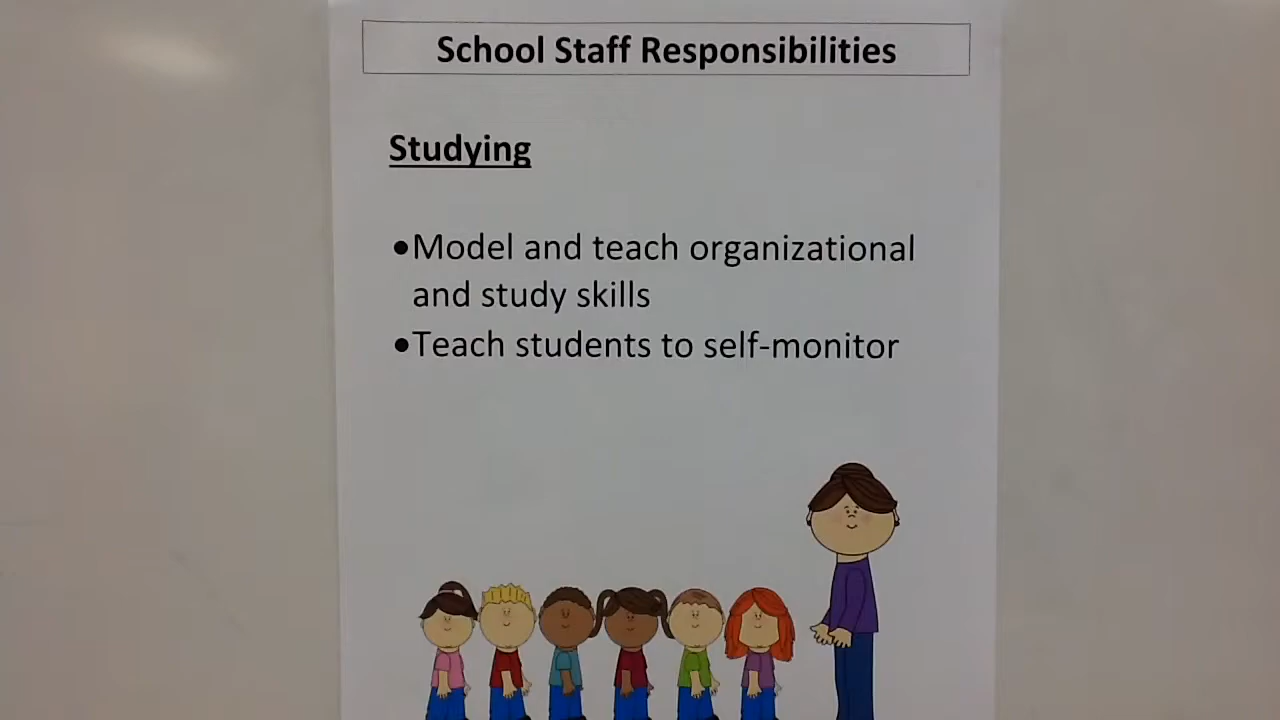 School Staff Responsibilities
Studying
•Model and teach organizational
and study skills
•Teach students to self-monitor